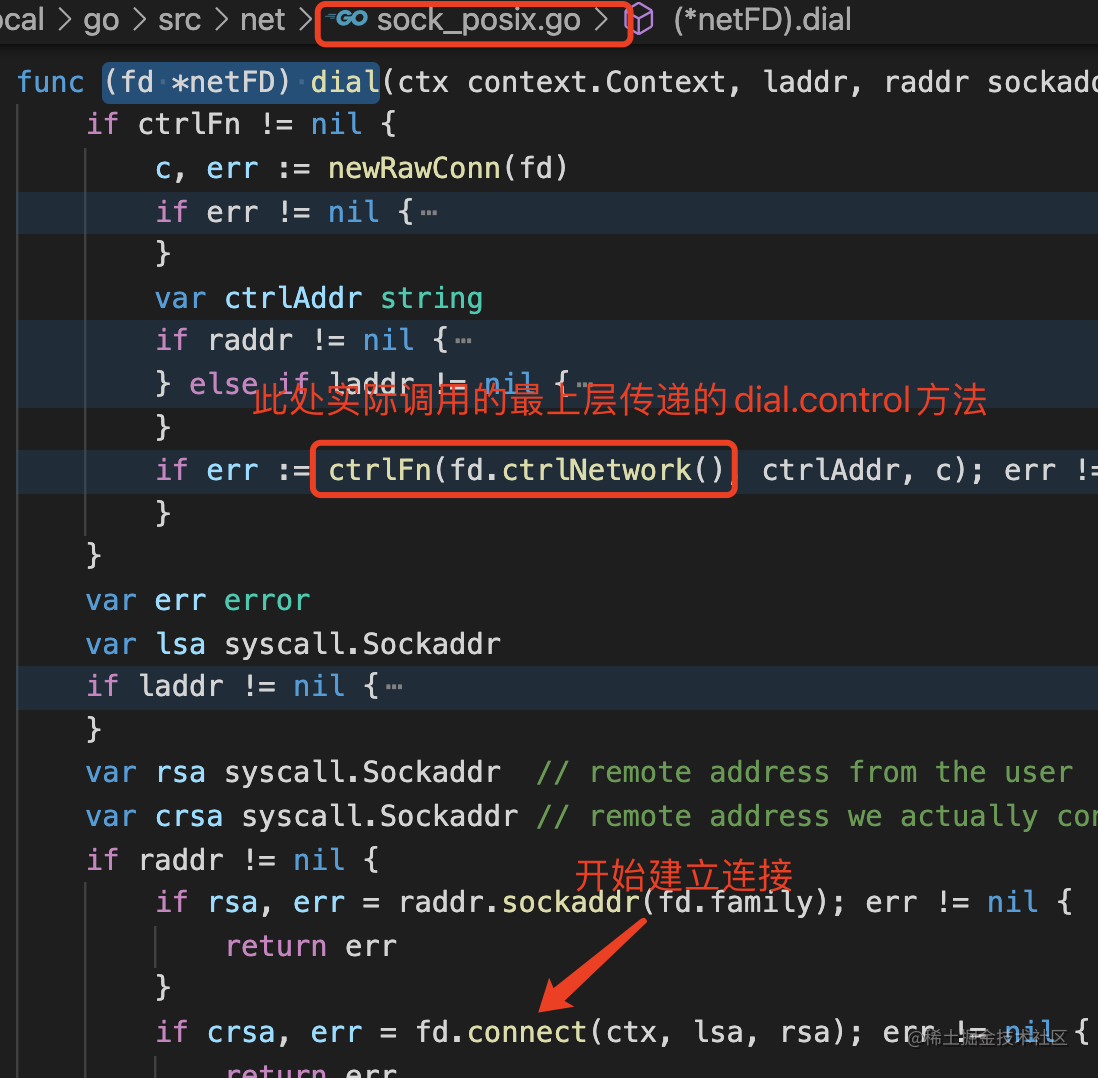 ocal > go > src > net > GO sock_posix.go > (*netFD).dial
func (fd *netFD) dial(ctx context.Context, laddr, raddr sockadd
if ctrlFn != nil {
c, err := newRawConn(fd)
if err != nil {…
}
var ctrlAddr string
if raddr != nil {…
} else if laddr != nil {…
此处实际调用的最上层传递的dial.control方法
}
if err := ctrlFn(fd.ctrlNetwork(), ctrlAddr, c); err !=
}
}
var err error
var lsa syscall.Sockaddr
if laddr != nil {…
}
var rsa syscall.Sockaddr // remote address from the user
var crsa syscall.Sockaddr // remote address we actually con
if raddr != nil {
开始建立连接
if rsa, err = raddr.sockaddr(fd.family); err != nil {
return err
}
if crsa, err = fd.connect(ctx, lsa, rsa); err != nil {
@稀土掘金技术社区
return err